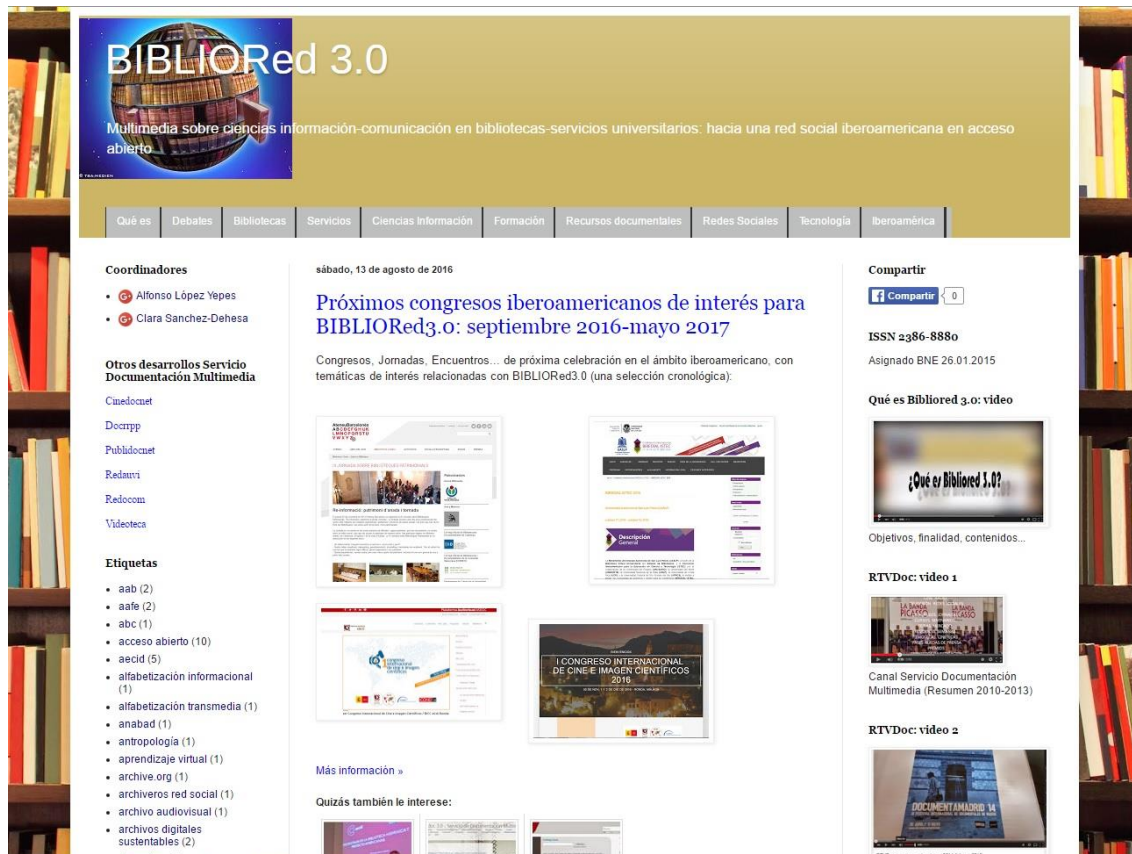 BIBLIORed 3.0
Multimedia sobre ciencias información-comunicación en bibliotecas-servicios universitarios: hacia una red social iberoamericana en acceso
abierto
Qué es
Debates
Bibliotecas
Servicios
Ciencias Información
Formación
Recursos documentales
Redes Sociales
Tecnología
Iberoamérica
Coordinadores
Alfonso López Yepes
Clara Sanchez-Dehesa
Otros desarrollos Servicio
Documentación Multimedia
Cinedocnet
Docrrpp
Publidocnet
Redauvi
Redocom
Videoteca
Etiquetas
aab (2)
aafe (2)
abc (1)
acceso abierto (10)
aecid (5)
alfabetización informacional
(1)
alfabetización transmedia (1)
anabad (1)
antropología (1)
aprendizaje virtual (1)
archive.org (1)
archiveros red social (1)
archivo audiovisual (1)
archivos digitales
sustentables (2)
sábado, 13 de agosto de 2016
Próximos congresos iberoamericanos de interés para
BIBLIORed3.0: septiembre 2016-mayo 2017
Congresos, Jornadas, Encuentros... de próxima celebración en el ámbito iberoamericano, con
temáticas de interés relacionadas con BIBLIORed3.0 (una selección cronológica):
Descripción
General
I CONGRESO INTERNACIONAL
DE CINE E IMAGEN CIENTÍFICOS
2016
Más información »
Quizás también le interese:
Compartir
Compartir 0
ISSN 2386-8880
Asignado BNE 26.01.2015
Qué es Bibliored 3.0: video
¿Qué es Bibliored 3.0?
Objetivos, finalidad, contenidos...
RTVDoc: video 1
LA BANDA
PICASSO
Canal Servicio Documentación
Multimedia (Resumen 2010-2013)
RTVDoc: video 2
DOCUMENTAMADRID 14